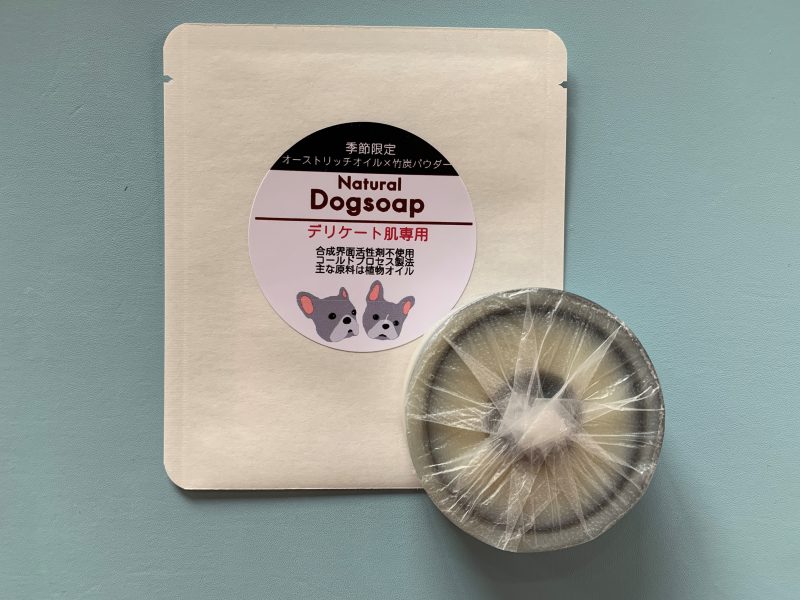 季節限定
オーストリッチオイル×竹炭パウダー
Natural
Dogsoap
デリケート肌専用
合成界面活性剤不使用
コールドプロセス製法
主な原料は植物オイル